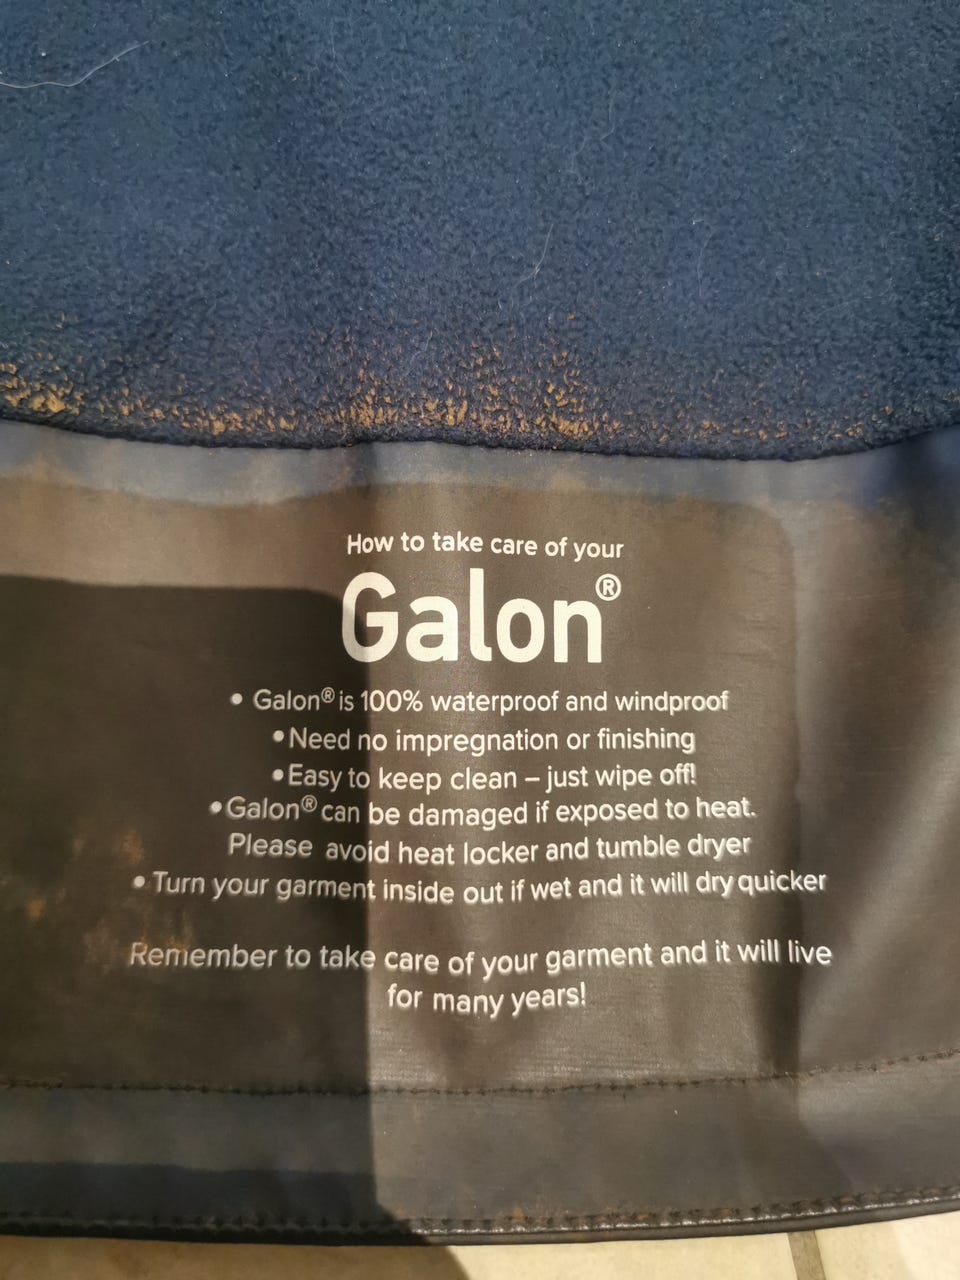 How to take care of your
Galon®
• Galon® is 100% waterproof and windproof
• Need no impregnation or finishing
• Easy to keep clean – just wipe off!
• Galon® can be damaged if exposed to heat.
Please avoid heat locker and tumble dryer
• Turn your garment inside out if wet and it will dry quicker
Remember to take care of your garment and it will live
for many years!